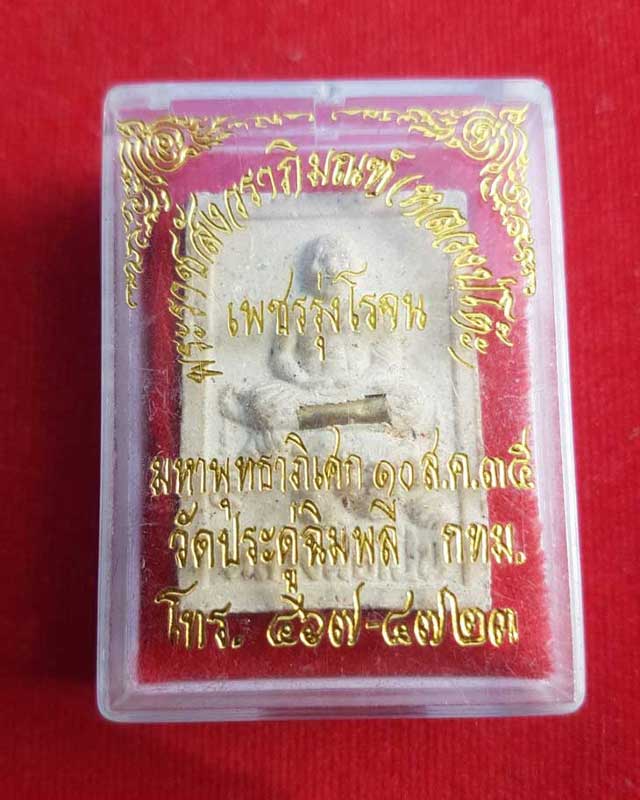 พระราชสังวราภิมณฑ์ (หลวงปู่โต๊ะ)
เพชรรุ่งโรจน
มหาพุทธาภิเศก ๑๐ ส.ค.๓๕
วัดประดู่ฉิมพลี กทม.
โทร. ๔๖๗-๔๗๒๓